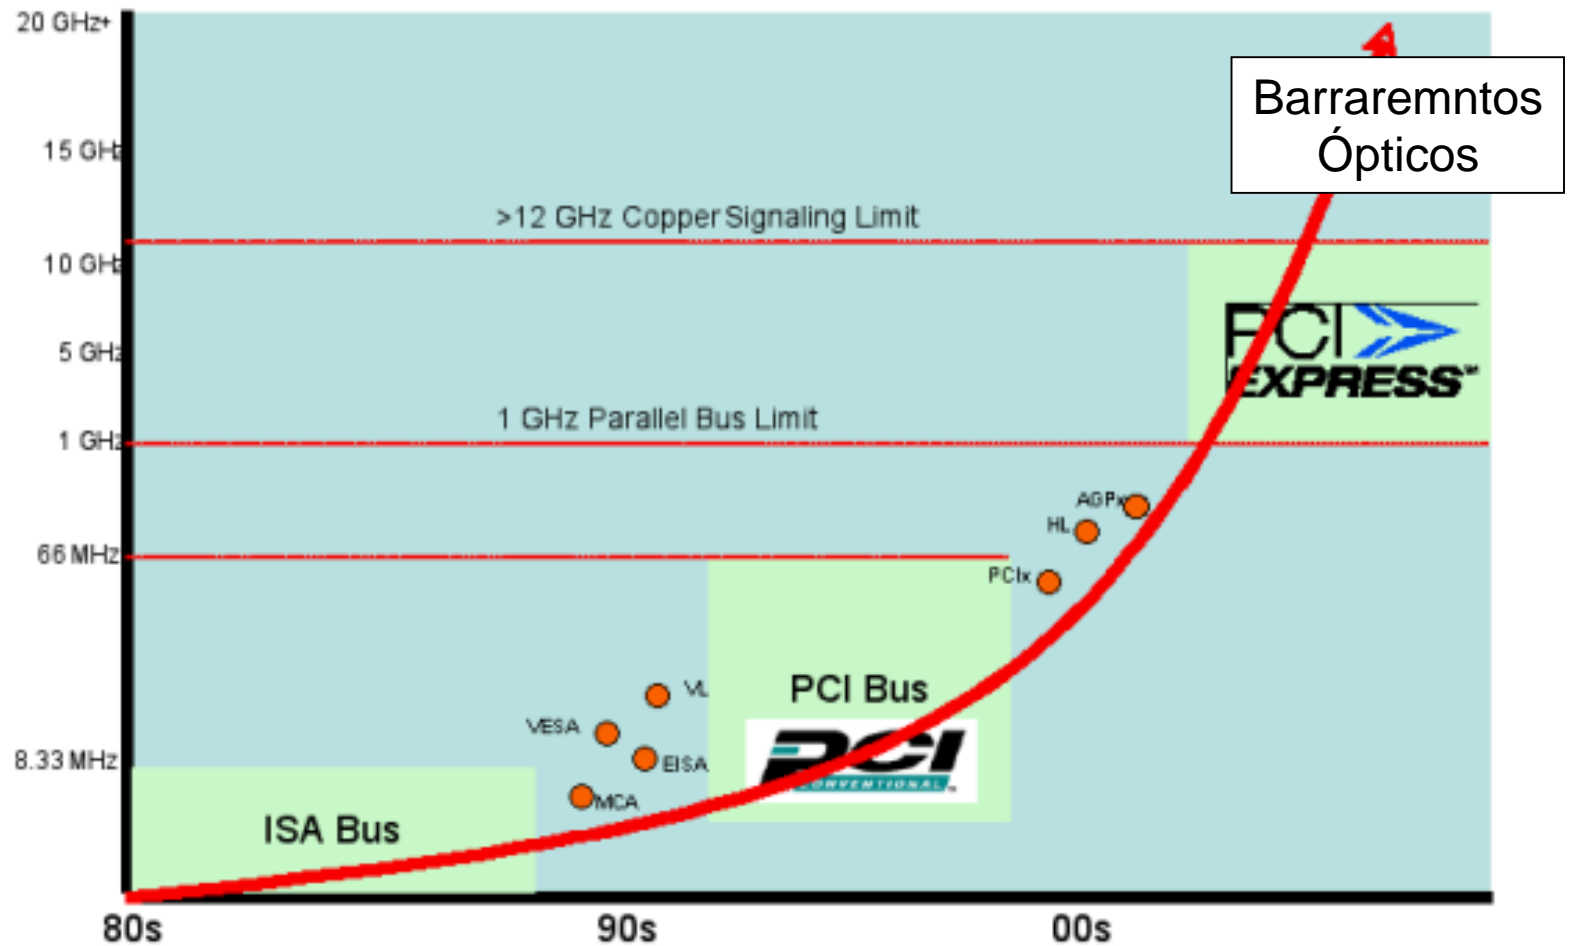 20 GHz+
Barraremntos
Ópticos
15 GHz
>12 GHz Copper Signaling Limit
10 GHz
PCI
EXPRESS
5 GHz
1 GHz Parallel Bus Limit
1 GHz
AGPx
HL
66 MHz
PCIx
VL
PCI Bus
VESA
PCI
CONVENTIONAL
8.33 MHz
EISA
MCA
ISA Bus
80s
90s
00s